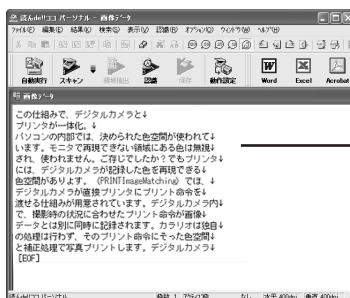 読んde!!ココ パーソナル - 画像ﾃﾞｰﾀ
ﾌｧｲﾙ(F) 編集(E) 結果(V) 検索(S) 表示(V) 認識(R) ｵﾌﾟｼｮﾝ(O) ｳｨﾝﾄﾞｳ(W) ﾍﾙﾌﾟ(H)
自動実行 スキャン 領域抽出 認識 保存 動作設定 Word Excel Acrobat
画像ﾃﾞｰﾀ
この仕組みで、デジタルカメラと↓
プリンタが一体化。↓
パソコンの内部では、決められた色空間が使われて↓
います。モニタで再現できない領域にある色は無視↓
され、使われません。ご存じでしたか？でもプリンタ↓
には、デジタルカメラが記録した色を再現できる↓
色空間があります。(PRINTImageMatching)では、↓
デジタルカメラが直接プリンタにプリント命令を↓
渡せる仕組みが用意されています。デジタルカメラ内↓
で、撮影時の状況に合わせたプリント命令が画像↓
データとは別に同時に記録されます。カラリオは独自↓
の処理は行わず、そのプリント命令にそった色空間↓
と補正処理で写真プリントします。デジタルカメラ↓
[EOF]
なし 水平 400dpi 垂直 400dpi